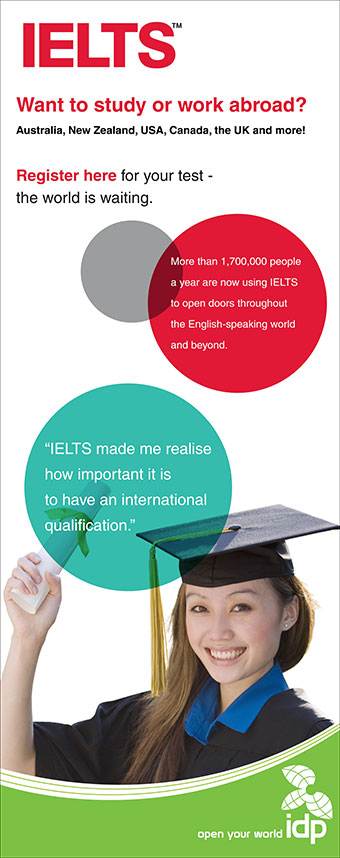 IELTS™
Want to study or work abroad?
Australia, New Zealand, USA, Canada, the UK and more!
Register here for your test -
the world is waiting.
More than 1,700,000 people
a year are now using IELTS
to open doors throughout
the English-speaking world
and beyond.
“IELTS made me realise
how important it is
to have an international
qualification.”
open your world idp